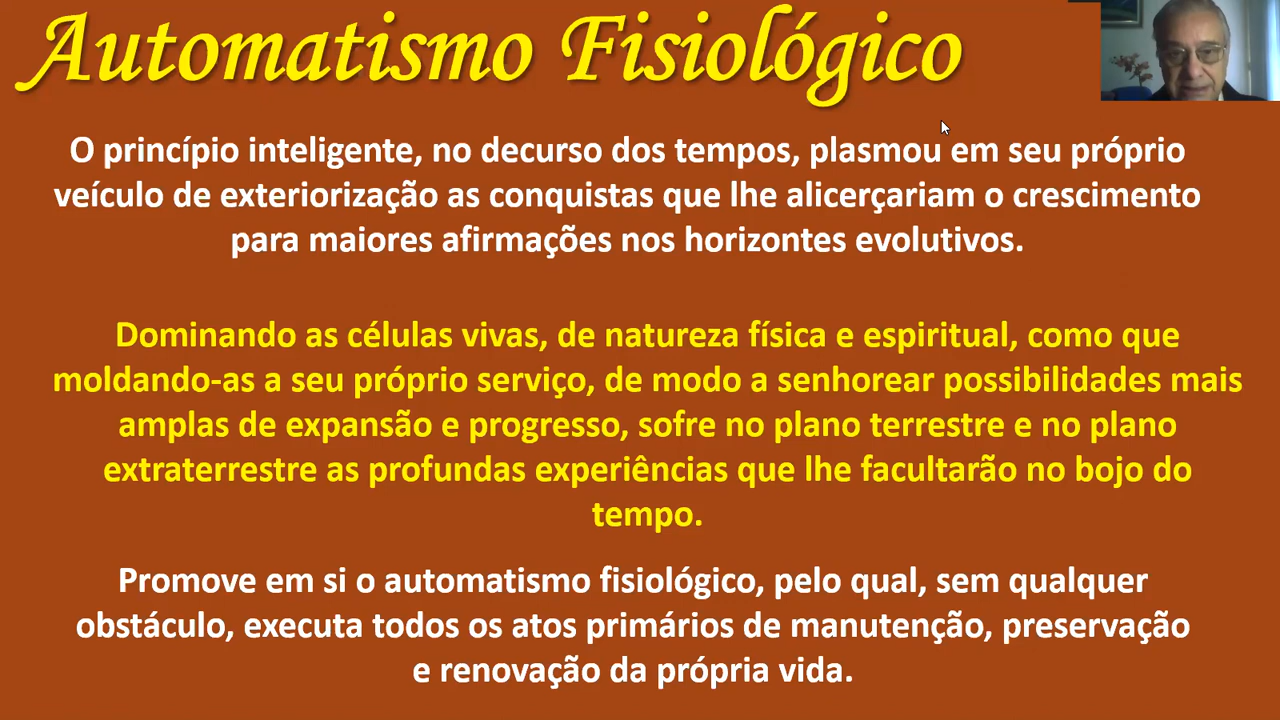 Automatismo Fisiológico
O princípio inteligente, no decurso dos tempos, plasmou em seu próprio
veículo de exteriorização as conquistas que lhe alicerçariam o crescimento
para maiores afirmações nos horizontes evolutivos.
Dominando as células vivas, de natureza física e espiritual, como que
moldando-as a seu próprio serviço, de modo a senhorear possibilidades mais
amplas de expansão e progresso, sofre no plano terrestre e no plano
extraterrestre as profundas experiências que lhe facultarão no bojo do
tempo.
Promove em si o automatismo fisiológico, pelo qual, sem qualquer
obstáculo, executa todos os atos primários de manutenção, preservação
e renovação da própria vida.